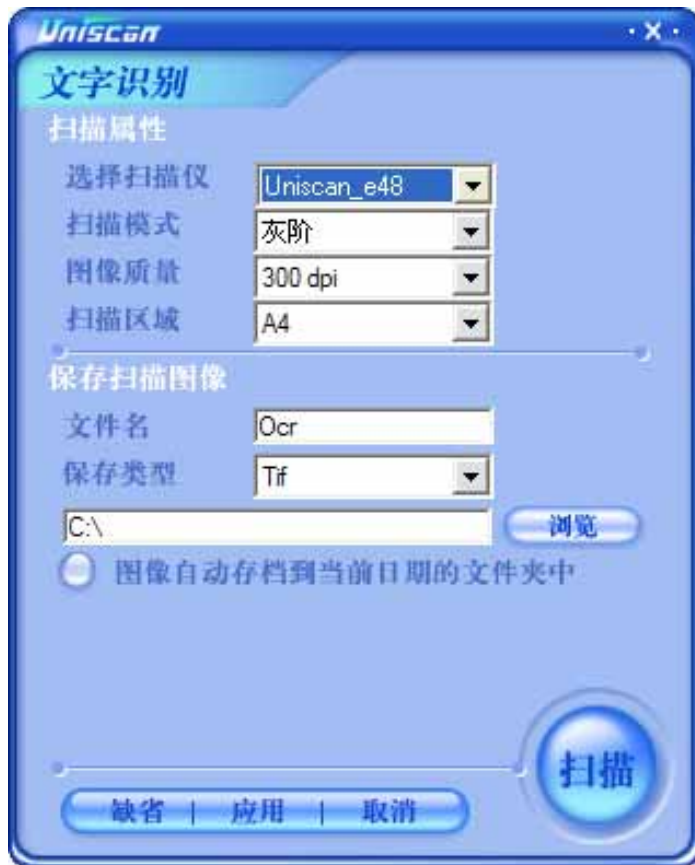 Uniscan
文字识别
扫描属性
选择扫描仪 Uniscan_e48
扫描模式 灰阶
图像质量 300 dpi
扫描区域 A4
保存扫描图像
文件名 Ocr
保存类型 Tif
C:\ 浏览
图像自动存档到当前日期的文件夹中
扫描
缺省 | 应用 | 取消